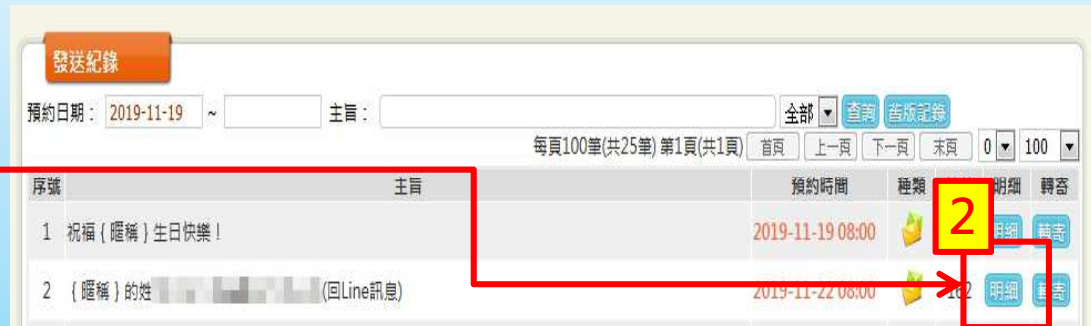 發送紀錄
預約日期： 2019-11-19 ~ 主旨： 全部 查詢 舊版記錄
每頁100筆(共25筆) 第1頁(共1頁) 首頁 上一頁 下一頁 末頁 0 100
序號 主旨 預約時間 種類 明細 轉寄
1 祝福 { 暱稱 } 生日快樂！ 2019-11-19 08:00 2 明細 轉寄
2 { 暱稱 } 的姓 (回Line訊息) 2019-11-22 08:00 162 明細 轉寄